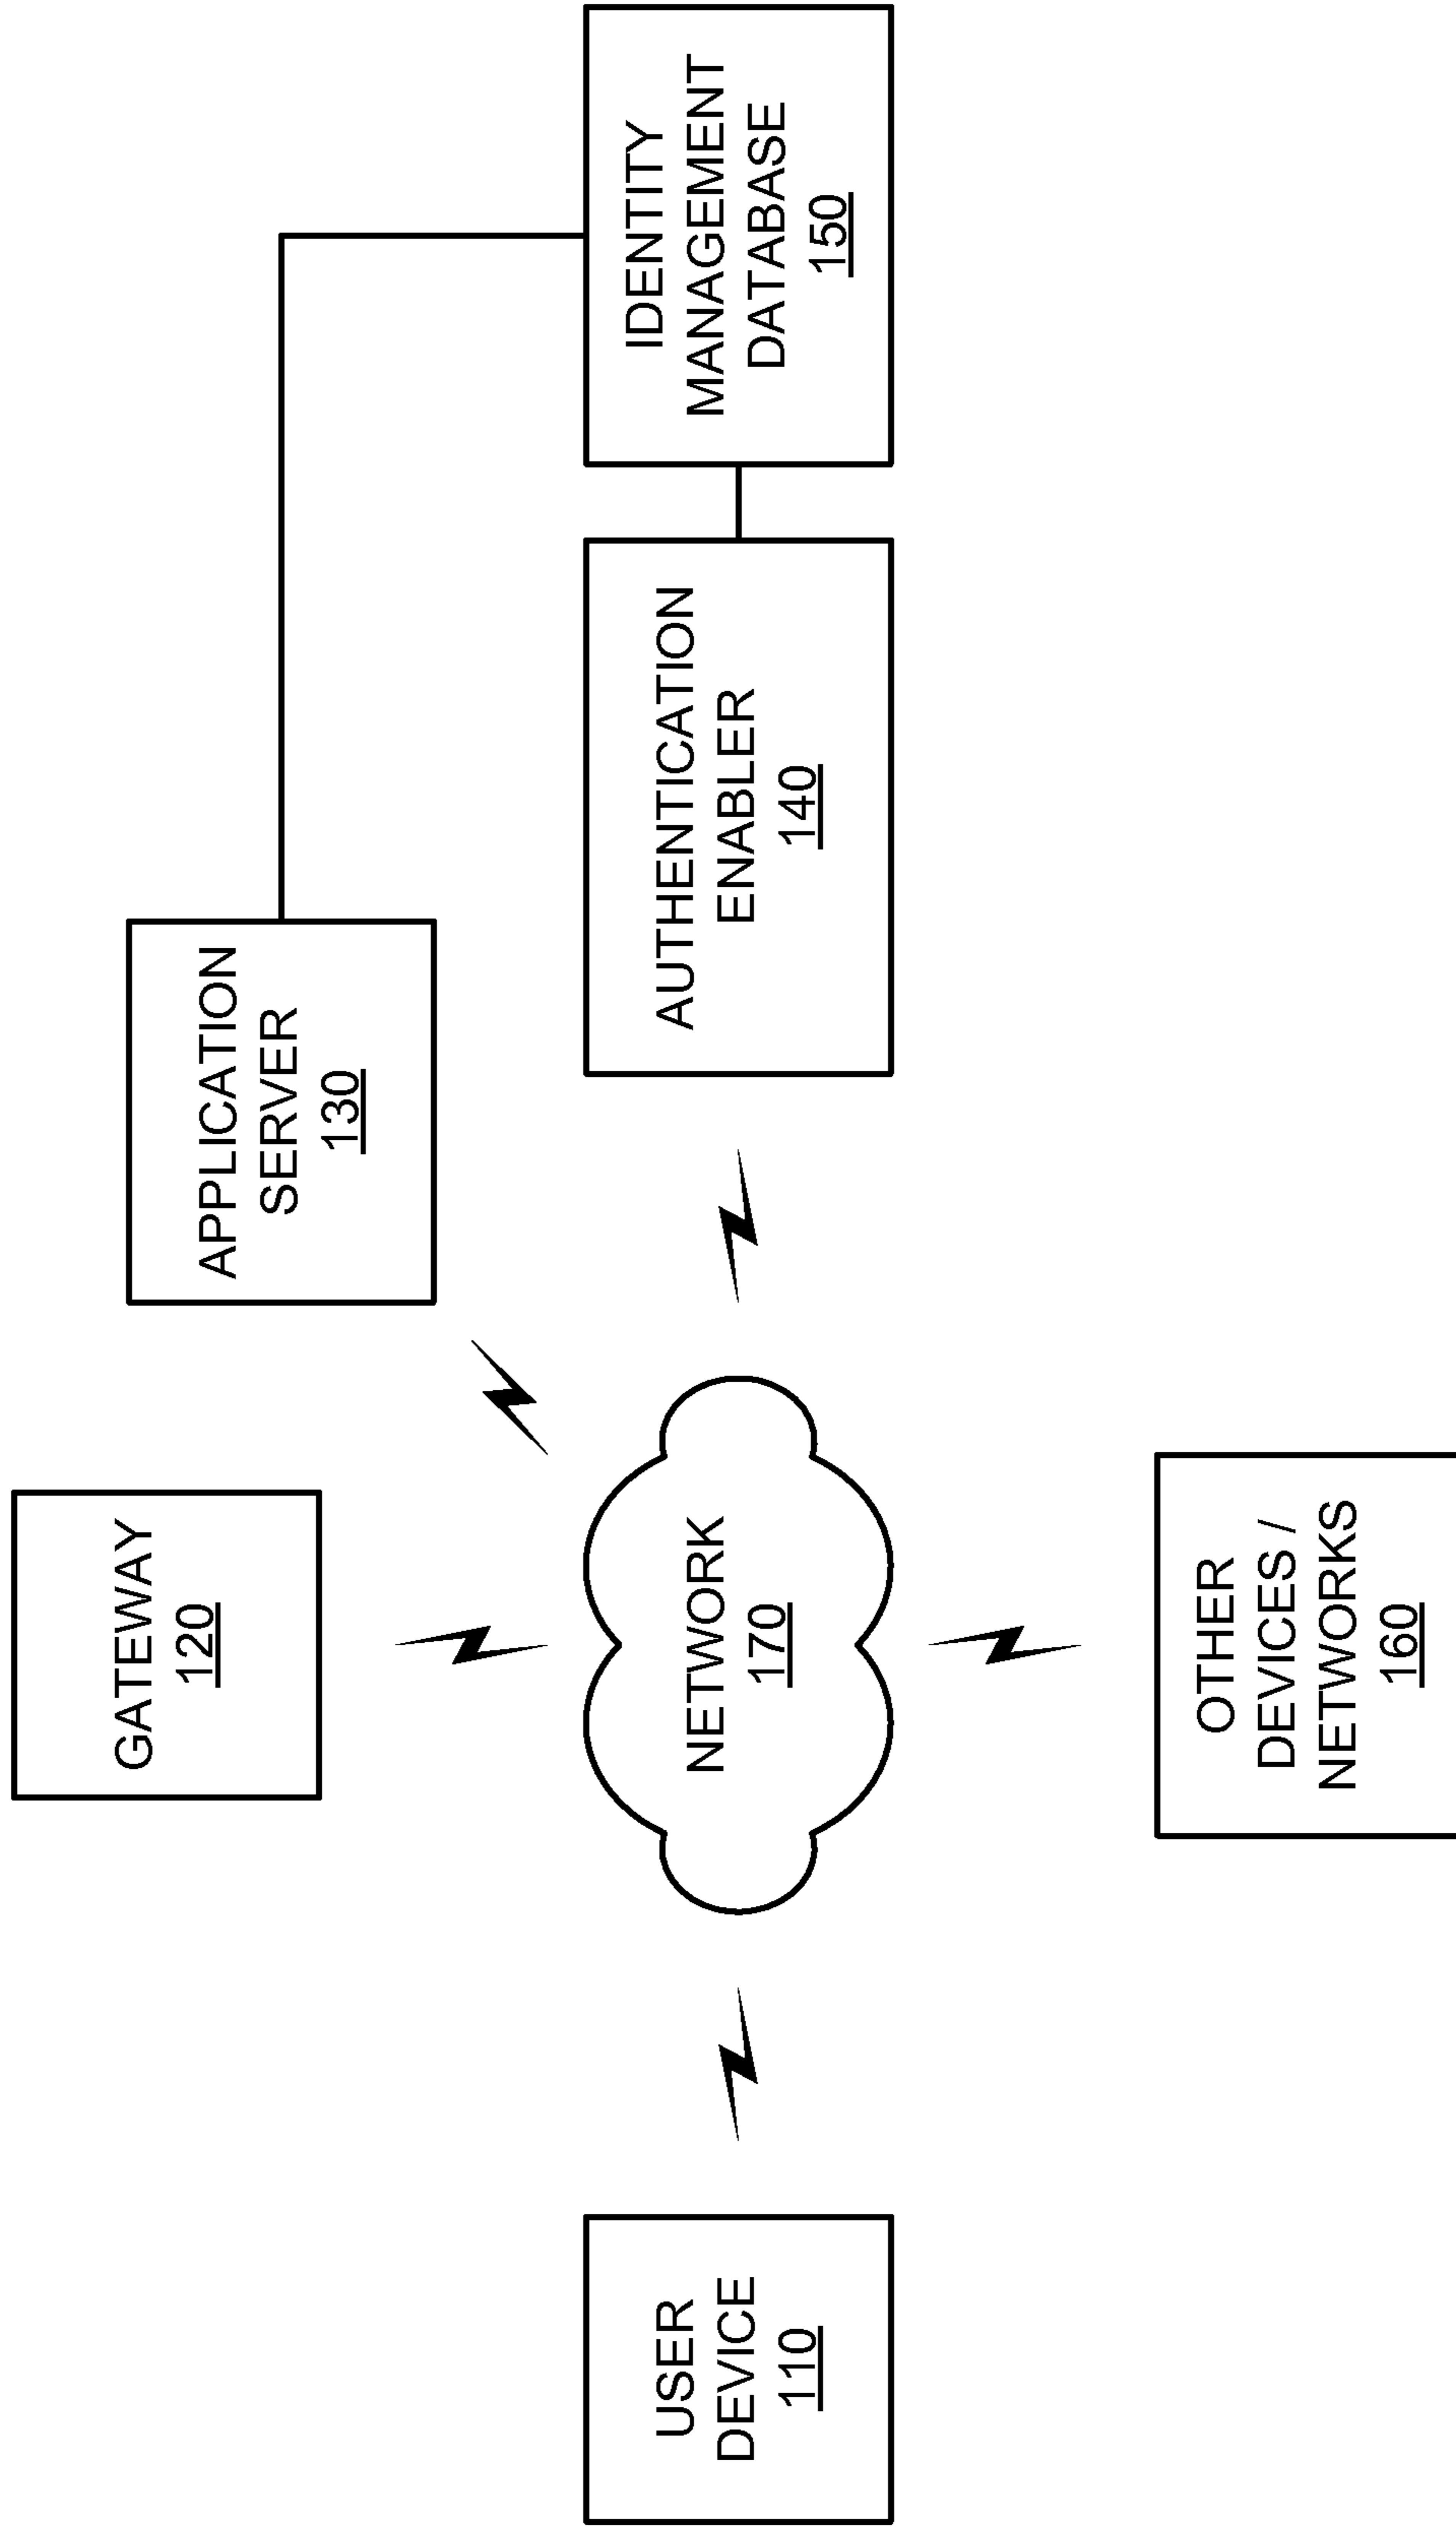 GATEWAY
120
APPLICATION
SERVER
130
USER
DEVICE
110
NETWORK
170
AUTHENTICATION
ENABLER
140
IDENTITY
MANAGEMENT
DATABASE
150
OTHER
DEVICES /
NETWORKS
160